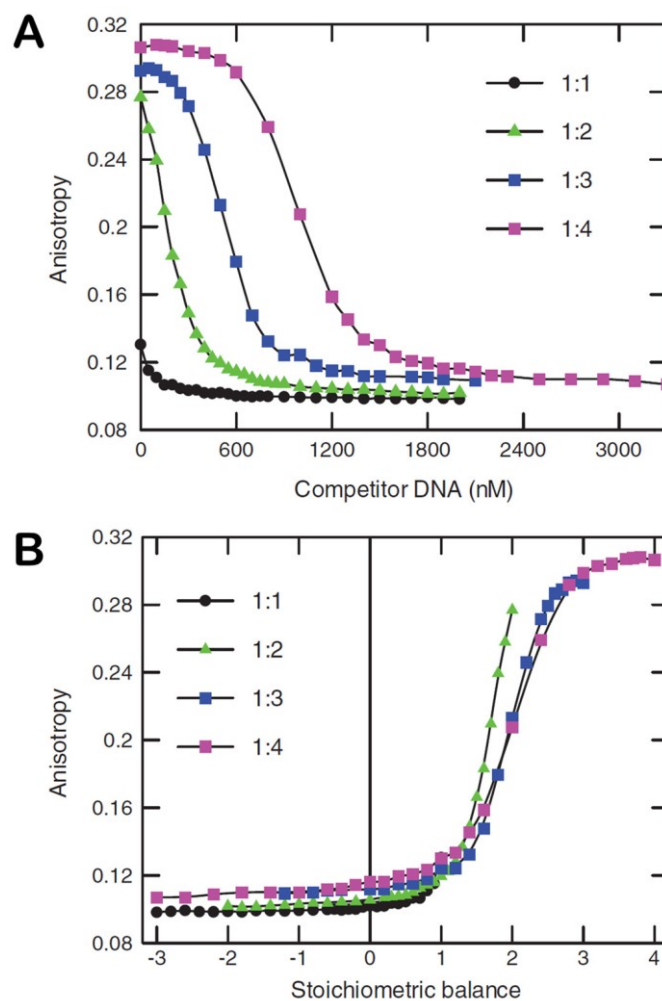 A
0.32
0.28
0.24
0.2
0.16
0.12
0.08
Anisotropy
1:1
1:2
1:3
1:4
0 600 1200 1800 2400 3000
Competitor DNA (nM)
B
0.32
0.28
0.24
0.2
0.16
0.12
0.08
Anisotropy
1:1
1:2
1:3
1:4
-3 -2 -1 0 1 2 3 4
Stoichiometric balance